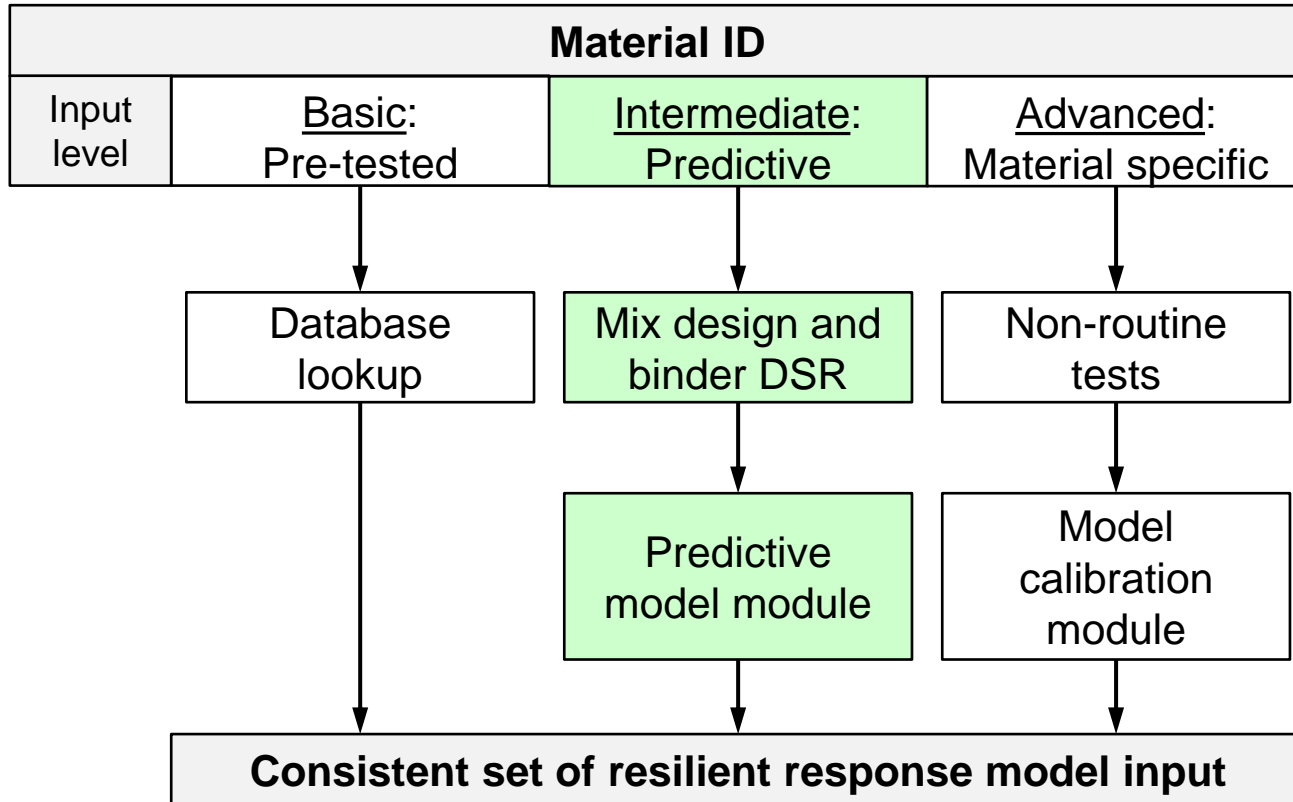 Material ID
Input
level
Basic:
Pre-tested
Intermediate:
Predictive
Advanced:
Material specific
Database
lookup
Mix design and
binder DSR
Non-routine
tests
Predictive
model module
Model
calibration
module
Consistent set of resilient response model input